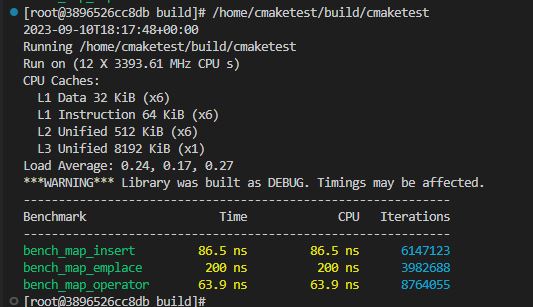 [root@3896526cc8db build]# /home/cmaketest/build/cmaketest
2023-09-10T18:17:48+00:00
Running /home/cmaketest/build/cmaketest
Run on (12 X 3393.61 MHz CPU s)
CPU Caches:
  L1 Data 32 KiB (x6)
  L1 Instruction 64 KiB (x6)
  L2 Unified 512 KiB (x6)
  L3 Unified 8192 KiB (x1)
Load Average: 0.24, 0.17, 0.27
***WARNING*** Library was built as DEBUG. Timings may be affected.
------------------------------------------------------------
Benchmark                  Time             CPU   Iterations
------------------------------------------------------------
bench_map_insert        86.5 ns         86.5 ns      6147123
bench_map_emplace        200 ns          200 ns      3982688
bench_map_operator      63.9 ns         63.9 ns      8764055
[root@3896526cc8db build]#